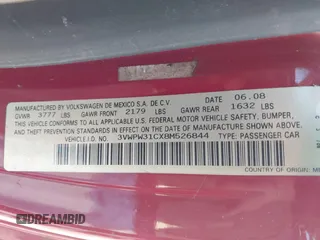 MANUFACTURED BY VOLKSWAGEN DE MEXICO S.A. DE C.V. 06.08
GVWR 3777 LBS GAWR FRONT 2179 LBS GAWR REAR 1632 LBS
THIS VEHICLE CONFORMS TO ALL APPLICABLE U.S. FEDERAL MOTOR VEHICLE SAFETY, BUMPER,
AND THEFT PREVENTION STANDARDS IN EFFECT ON THE DATE OF MANUFACTURE SHOWN ABOVE.
VEHICLE I.D. NO.: 3VWPW31CX8M526844 TYPE: PASSENGER CAR
COUNTRY OF ORIGIN: ME
DREAMBID